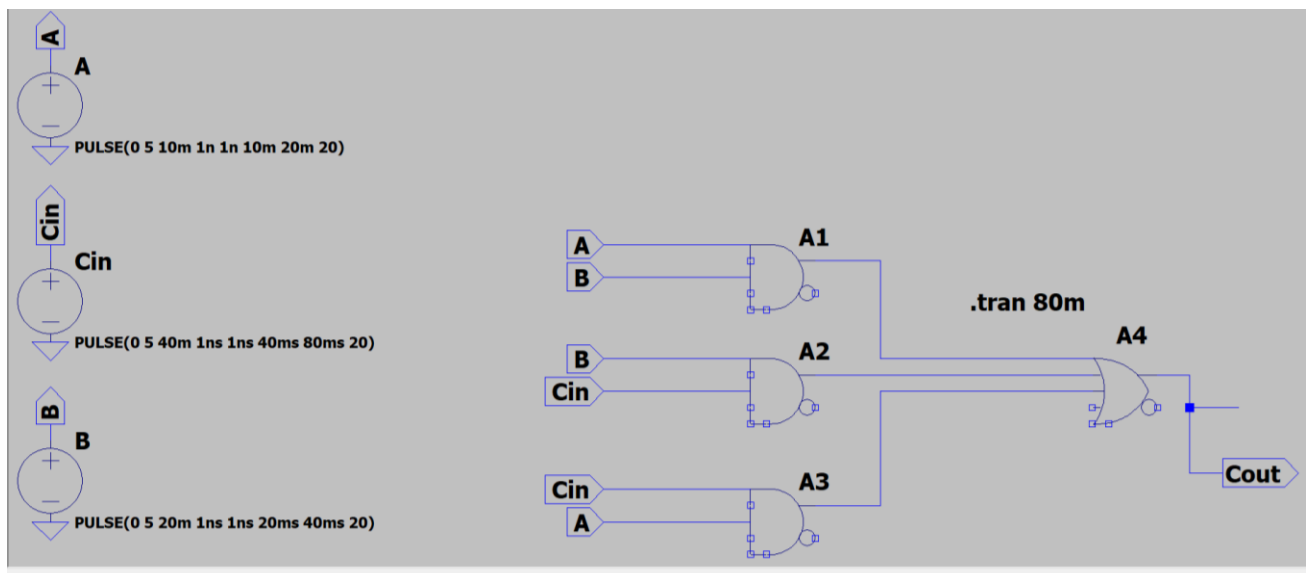 A
A
PULSE(0 5 10m 1n 1n 10m 20m 20)
Cin
Cin
PULSE(0 5 40m 1ns 1ns 40ms 80ms 20)
B
B
PULSE(0 5 20m 1ns 1ns 20ms 40ms 20)
A
B
A1
B
Cin
A2
Cin
A
A3
.tran 80m
A4
Cout